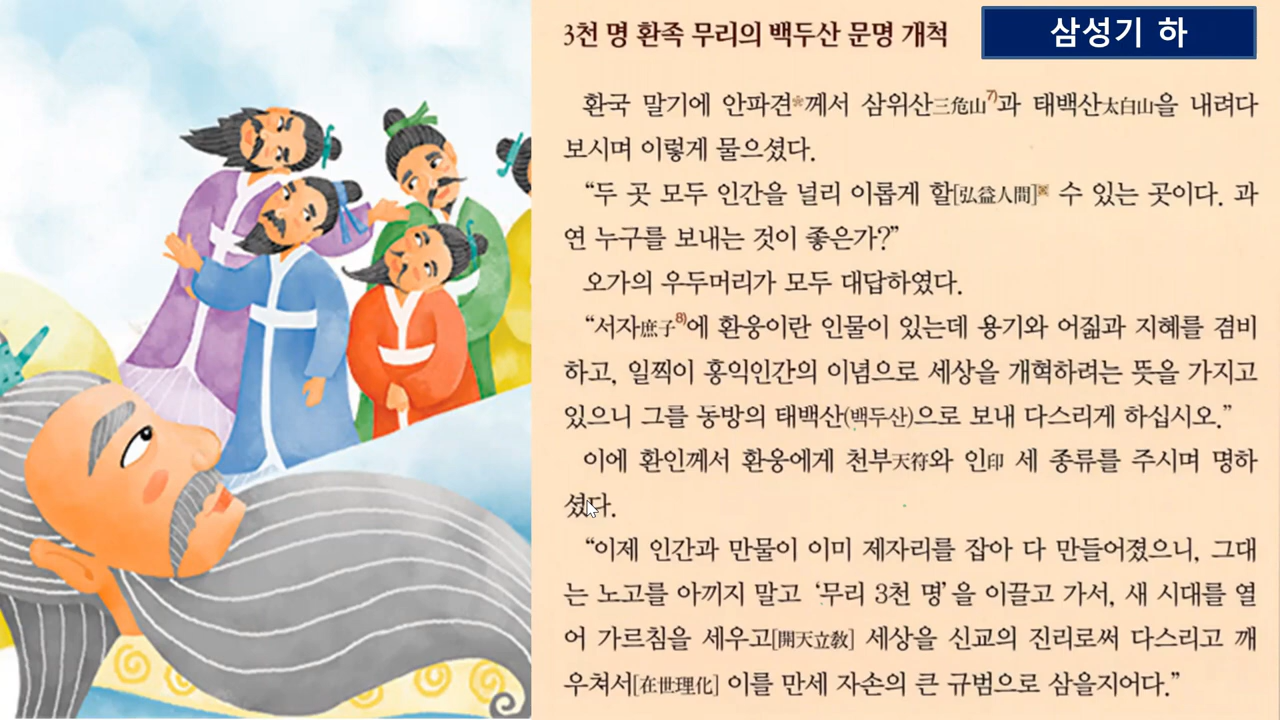 3천 명 환족 무리의 백두산 문명 개척
삼성기 하
환국 말기에 안파견※께서 삼위산三危山7)과 태백산太白山을 내려다
보시며 이렇게 물으셨다.
“두 곳 모두 인간을 널리 이롭게 할[弘益人間]※ 수 있는 곳이다. 과
연 누구를 보내는 것이 좋은가?”
오가의 우두머리가 모두 대답하였다.
“서자庶子8)에 환웅이란 인물이 있는데 용기와 어짊과 지혜를 겸비
하고, 일찍이 홍익인간의 이념으로 세상을 개혁하려는 뜻을 가지고
있으니 그를 동방의 태백산(백두산)으로 보내 다스리게 하십시오.”
이에 환인께서 환웅에게 천부天符와 인印 세 종류를 주시며 명하
셨다.
“이제 인간과 만물이 이미 제자리를 잡아 다 만들어졌으니, 그대
는 노고를 아끼지 말고 ‘무리 3천 명’을 이끌고 가서, 새 시대를 열
어 가르침을 세우고[開天立敎] 세상을 신교의 진리로써 다스리고 깨
우쳐서[在世理化] 이를 만세 자손의 큰 규범으로 삼을지어다.”